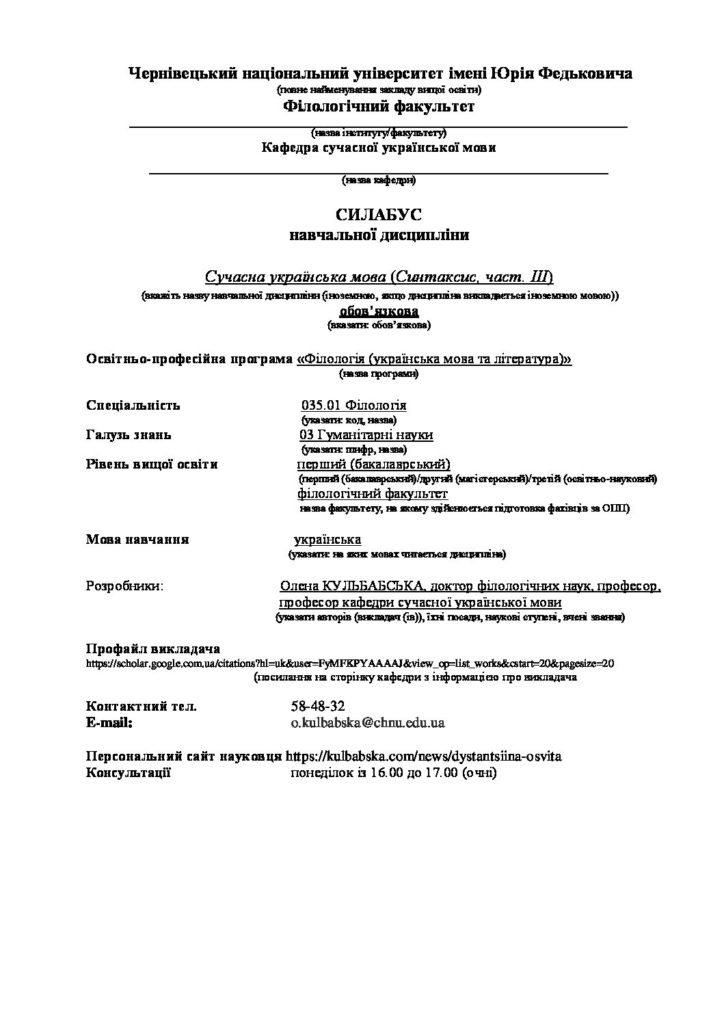 Чернівецький національний університет імені Юрія Федьковича
(повне найменування закладу вищої освіти)
Філологічний факультет
(назва інституту/факультету)
Кафедра сучасної української мови
(назва кафедри)
СИЛАБУС
навчальної дисципліни
Сучасна українська мова (Синтаксис, част. ІІІ)
(вкажіть назву навчальної дисципліни (іноземною, якщо дисципліна викладається іноземною мовою))
обов’язкова
(вказати: обов’язкова)
Освітньо-професійна програма «Філологія (українська мова та література)»
(назва програми)
Спеціальність 035.01 Філологія
(указати: код, назва)
Галузь знань 03 Гуманітарні науки
(указати: шифр, назва)
Рівень вищої освіти перший (бакалаврський)
(перший (бакалаврський)/другий (магістерський)/третій (освітньо-науковий)
філологічний факультет
назва факультету, на якому здійснюється підготовка фахівців за ОПП)
Мова навчання українська
(указати: на яких мовах читається дисципліна)
Розробники: Олена КУЛЬБАБСЬКА, доктор філологічних наук, професор,
професор кафедри сучасної української мови
(указати авторів (викладач (ів)), їхні посади, наукові ступені, вчені звання)
Профайл викладача
https://scholar.google.com.ua/citations?hl=uk&user=FyMFKPYAAAAJ&view_op=list_works&cstart=20&pagesize=20
(посилання на сторінку кафедри з інформацією про викладача
Контактний тел. 58-48-32
E-mail: o.kulbabska@chnu.edu.ua
Персональний сайт науковця https://kulbabska.com/news/dystantsiina-osvita
Консультації понеділок із 16.00 до 17.00 (очні)